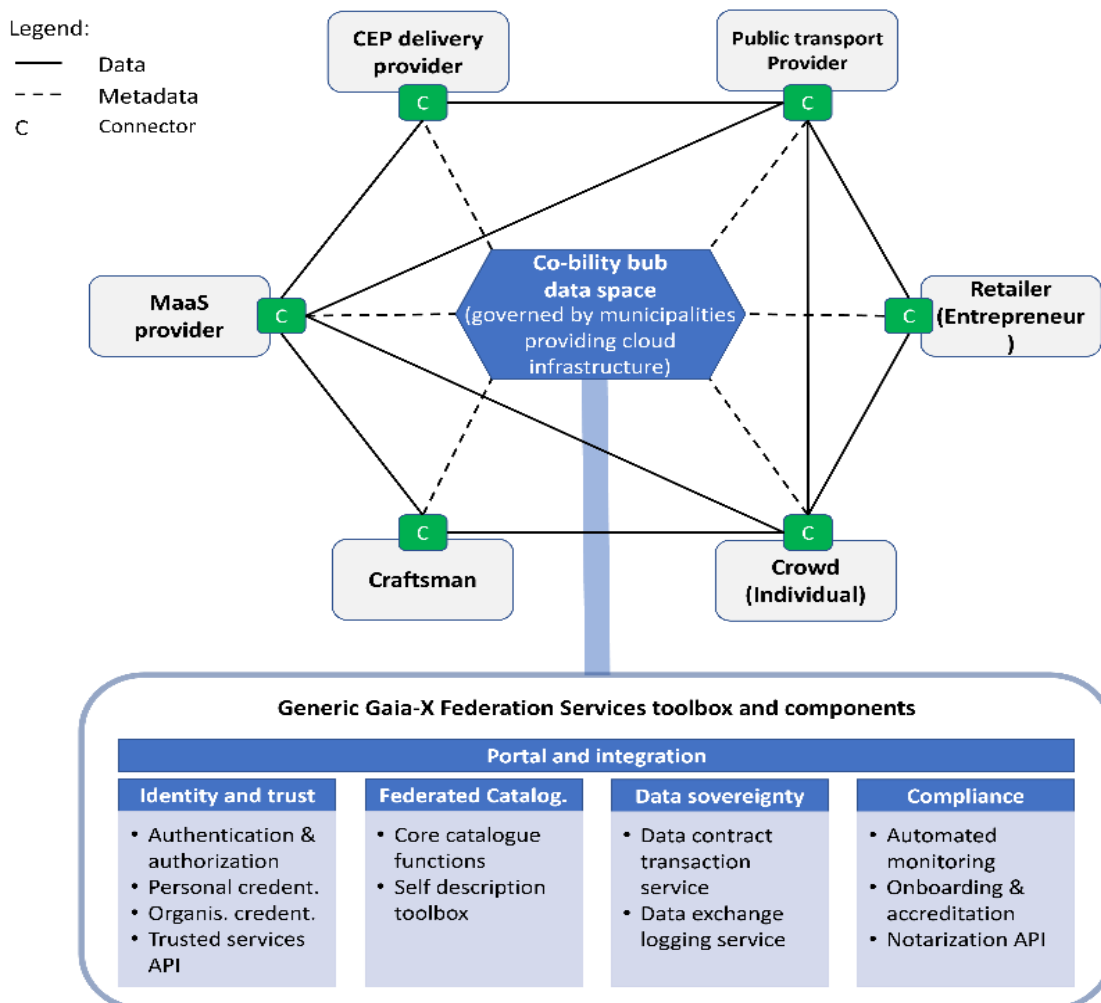 Legend:
Data
Metadata
C Connector
CEP delivery
provider
C
Public transport
Provider
C
MaaS
provider
C
Co-bility bub
data space
(governed by municipalities
providing cloud
infrastructure)
C
Retailer
(Entrepreneur
)
C
Craftsman
C
Crowd
(Individual)
Generic Gaia-X Federation Services toolbox and components
Portal and integration
Identity and trust
• Authentication &
authorization
• Personal credent.
• Organis. credent.
• Trusted services
API
Federated Catalog.
• Core catalogue
functions
• Self description
toolbox
Data sovereignty
• Data contract
transaction
service
• Data exchange
logging service
Compliance
• Automated
monitoring
• Onboarding &
accreditation
• Notarization API